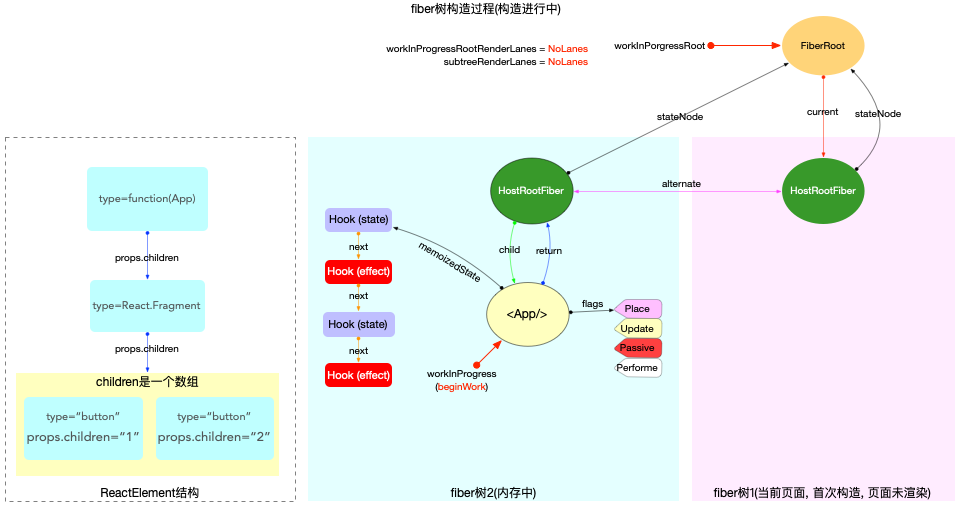 fiber树构造过程(构造进行中)
workInProgressRootRenderLanes = NoLanes
subtreeRenderLanes = NoLanes
workInPorgressRoot
FiberRoot
stateNode
current
stateNode
HostRootFiber
alternate
HostRootFiber
type=function(App)
props.children
type=React.Fragment
props.children
children是一个数组
type=“button”
props.children=“1”
type=“button”
props.children=“2”
ReactElement结构
Hook (state)
next
Hook (effect)
next
Hook (state)
next
Hook (effect)
memoizedState
child
return
<App/>
flags
Place
Update
Passive
Performe
workInProgress
(beginWork)
fiber树2(内存中)
fiber树1(当前页面, 首次构造, 页面未渲染)